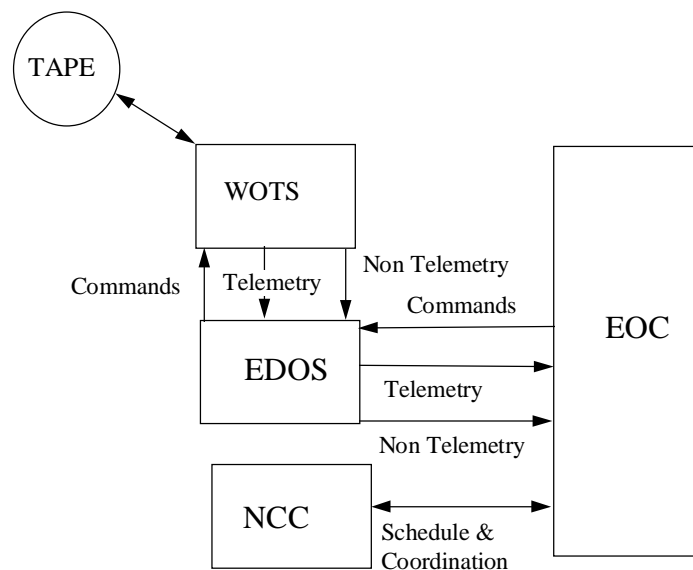 TAPE
WOTS
Non Telemetry
Commands
Telemetry
Commands
EOC
EDOS
Telemetry
Non Telemetry
NCC
Schedule &
Coordination